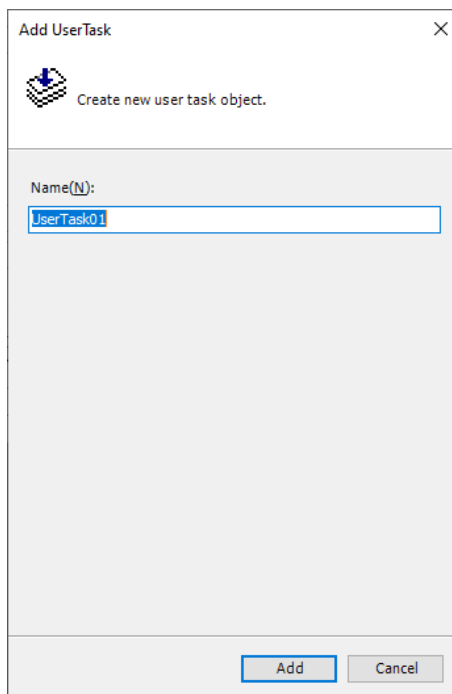 Add UserTask
Create new user task object.
Name(N):
UserTask01
Add
Cancel